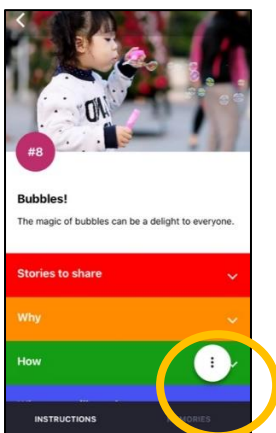 #8
Bubbles!
The magic of bubbles can be a delight to everyone.
Stories to share
Why
How
INSTRUCTIONS